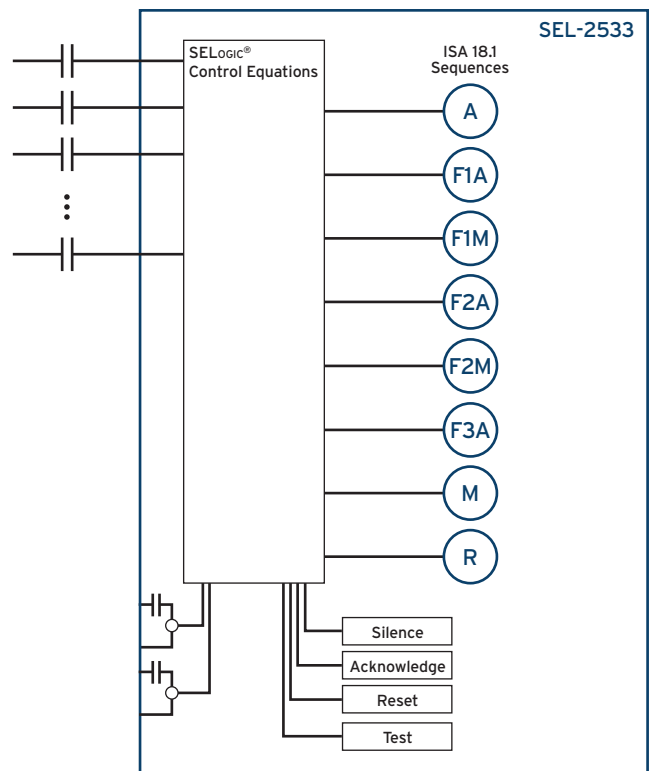 SEL-2533
SELOGIC®
Control Equations
ISA 18.1
Sequences
A
F1A
F1M
F2A
F2M
F3A
M
R
Silence
Acknowledge
Reset
Test